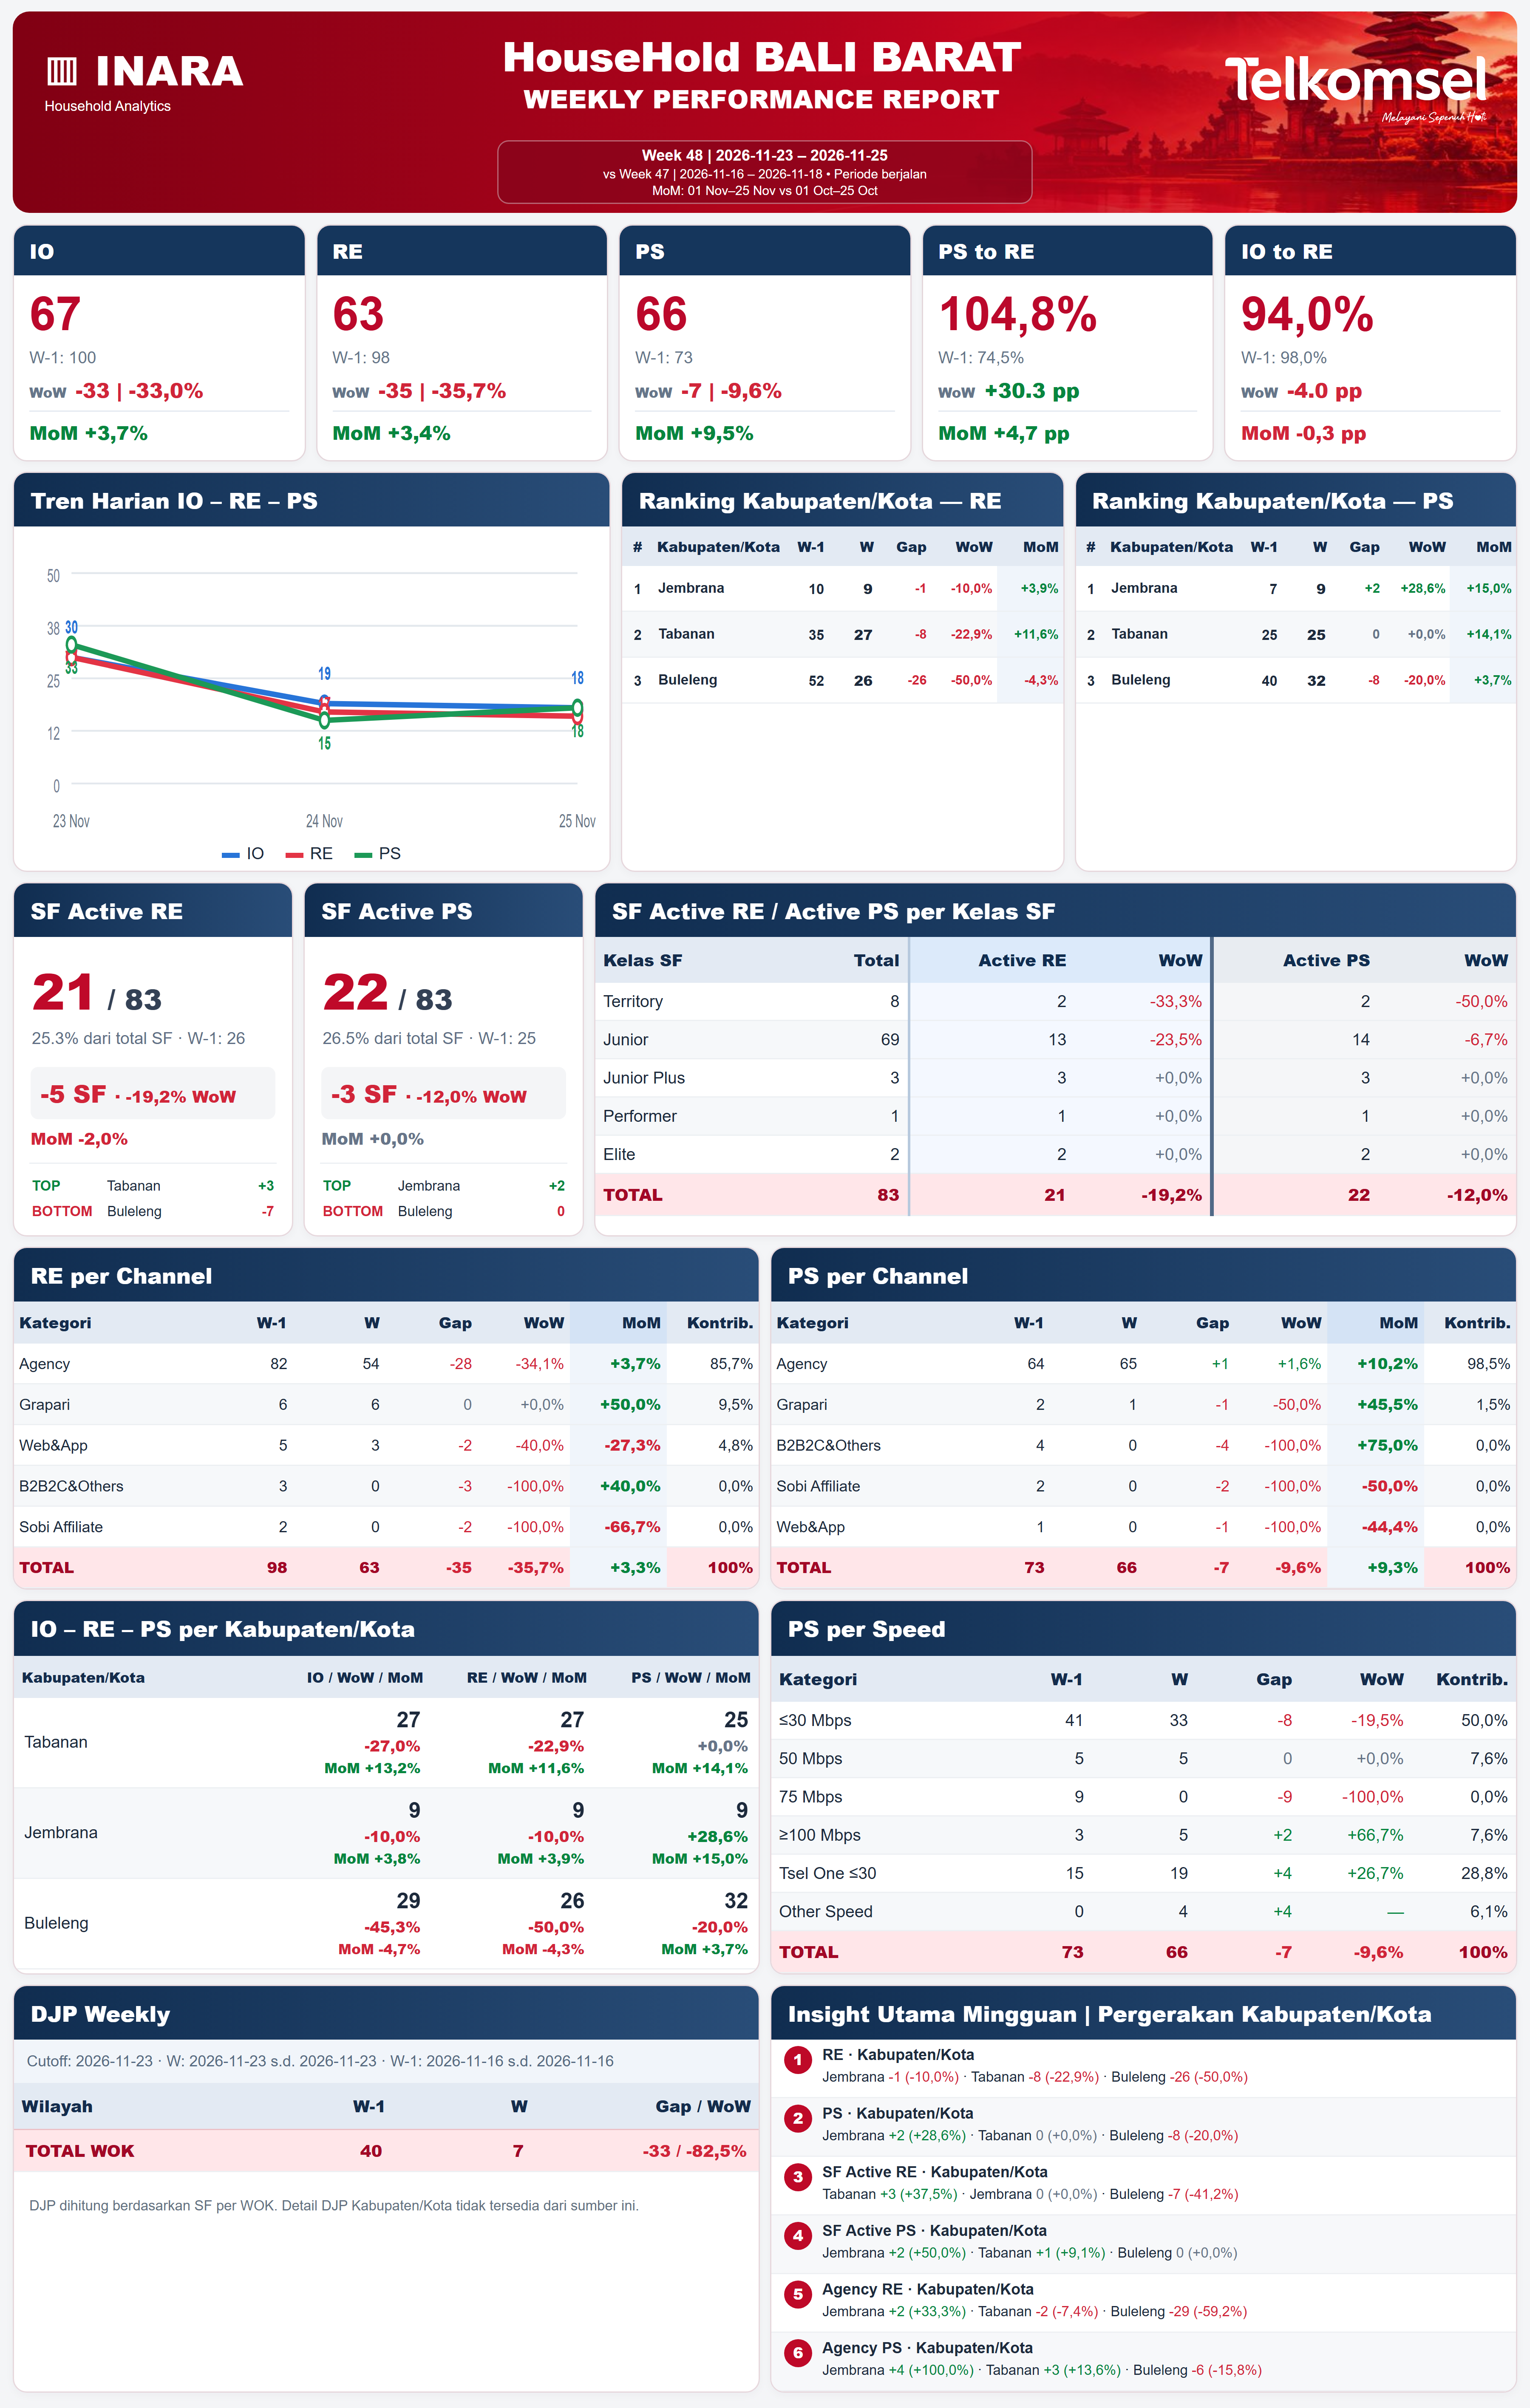 INARA
Household Analytics
HouseHold BALI BARAT
WEEKLY PERFORMANCE REPORT
Week 48 | 2026-11-23 – 2026-11-25
vs Week 47 | 2026-11-16 – 2026-11-18 • Periode berjalan
MoM: 01 Nov–25 Nov vs 01 Oct–25 Oct
Telkomsel
Melayani Sepenuh Hati
IO
67
W-1: 100
WoW -33 | -33,0%
MoM +3,7%
RE
63
W-1: 98
WoW -35 | -35,7%
MoM +3,4%
PS
66
W-1: 73
WoW -7 | -9,6%
MoM +9,5%
PS to RE
104,8%
W-1: 74,5%
WoW +30.3 pp
MoM +4,7 pp
IO to RE
94,0%
W-1: 98,0%
WoW -4.0 pp
MoM -0,3 pp
Tren Harian IO – RE – PS
50
38
25
12
0
30
33
19
15
18
18
23 Nov 24 Nov 25 Nov
IO RE PS
Ranking Kabupaten/Kota — RE
# Kabupaten/Kota W-1 W Gap WoW MoM
1 Jembrana 10 9 -1 -10,0% +3,9%
2 Tabanan 35 27 -8 -22,9% +11,6%
3 Buleleng 52 26 -26 -50,0% -4,3%
Ranking Kabupaten/Kota — PS
# Kabupaten/Kota W-1 W Gap WoW MoM
1 Jembrana 7 9 +2 +28,6% +15,0%
2 Tabanan 25 25 0 +0,0% +14,1%
3 Buleleng 40 32 -8 -20,0% +3,7%
SF Active RE
21 / 83
25.3% dari total SF · W-1: 26
-5 SF · -19,2% WoW
MoM -2,0%
TOP Tabanan +3
BOTTOM Buleleng -7
SF Active PS
22 / 83
26.5% dari total SF · W-1: 25
-3 SF · -12,0% WoW
MoM +0,0%
TOP Jembrana +2
BOTTOM Buleleng 0
SF Active RE / Active PS per Kelas SF
Kelas SF Total Active RE WoW Active PS WoW
Territory 8 2 -33,3% 2 -50,0%
Junior 69 13 -23,5% 14 -6,7%
Junior Plus 3 3 +0,0% 3 +0,0%
Performer 1 1 +0,0% 1 +0,0%
Elite 2 2 +0,0% 2 +0,0%
TOTAL 83 21 -19,2% 22 -12,0%
RE per Channel
Kategori W-1 W Gap WoW MoM Kontrib.
Agency 82 54 -28 -34,1% +3,7% 85,7%
Grapari 6 6 0 +0,0% +50,0% 9,5%
Web&App 5 3 -2 -40,0% -27,3% 4,8%
B2B2C&Others 3 0 -3 -100,0% +40,0% 0,0%
Sobi Affiliate 2 0 -2 -100,0% -66,7% 0,0%
TOTAL 98 63 -35 -35,7% +3,3% 100%
PS per Channel
Kategori W-1 W Gap WoW MoM Kontrib.
Agency 64 65 +1 +1,6% +10,2% 98,5%
Grapari 2 1 -1 -50,0% +45,5% 1,5%
B2B2C&Others 4 0 -4 -100,0% +75,0% 0,0%
Sobi Affiliate 2 0 -2 -100,0% -50,0% 0,0%
Web&App 1 0 -1 -100,0% -44,4% 0,0%
TOTAL 73 66 -7 -9,6% +9,3% 100%
IO – RE – PS per Kabupaten/Kota
Kabupaten/Kota IO / WoW / MoM RE / WoW / MoM PS / WoW / MoM
27 27 25
Tabanan -27,0% -22,9% +0,0%
MoM +13,2% MoM +11,6% MoM +14,1%
9 9 9
Jembrana -10,0% -10,0% +28,6%
MoM +3,8% MoM +3,9% MoM +15,0%
29 26 32
Buleleng -45,3% -50,0% -20,0%
MoM -4,7% MoM -4,3% MoM +3,7%
PS per Speed
Kategori W-1 W Gap WoW Kontrib.
≤30 Mbps 41 33 -8 -19,5% 50,0%
50 Mbps 5 5 0 +0,0% 7,6%
75 Mbps 9 0 -9 -100,0% 0,0%
≥100 Mbps 3 5 +2 +66,7% 7,6%
Tsel One ≤30 15 19 +4 +26,7% 28,8%
Other Speed 0 4 +4 — 6,1%
TOTAL 73 66 -7 -9,6% 100%
DJP Weekly
Cutoff: 2026-11-23 · W: 2026-11-23 s.d. 2026-11-23 · W-1: 2026-11-16 s.d. 2026-11-16
Wilayah W-1 W Gap / WoW
TOTAL WOK 40 7 -33 / -82,5%
DJP dihitung berdasarkan SF per WOK. Detail DJP Kabupaten/Kota tidak tersedia dari sumber ini.
Insight Utama Mingguan | Pergerakan Kabupaten/Kota
1 RE · Kabupaten/Kota
Jembrana -1 (-10,0%) · Tabanan -8 (-22,9%) · Buleleng -26 (-50,0%)
2 PS · Kabupaten/Kota
Jembrana +2 (+28,6%) · Tabanan 0 (+0,0%) · Buleleng -8 (-20,0%)
3 SF Active RE · Kabupaten/Kota
Tabanan +3 (+37,5%) · Jembrana 0 (+0,0%) · Buleleng -7 (-41,2%)
4 SF Active PS · Kabupaten/Kota
Jembrana +2 (+50,0%) · Tabanan +1 (+9,1%) · Buleleng 0 (+0,0%)
5 Agency RE · Kabupaten/Kota
Jembrana +2 (+33,3%) · Tabanan -2 (-7,4%) · Buleleng -29 (-59,2%)
6 Agency PS · Kabupaten/Kota
Jembrana +4 (+100,0%) · Tabanan +3 (+13,6%) · Buleleng -6 (-15,8%)